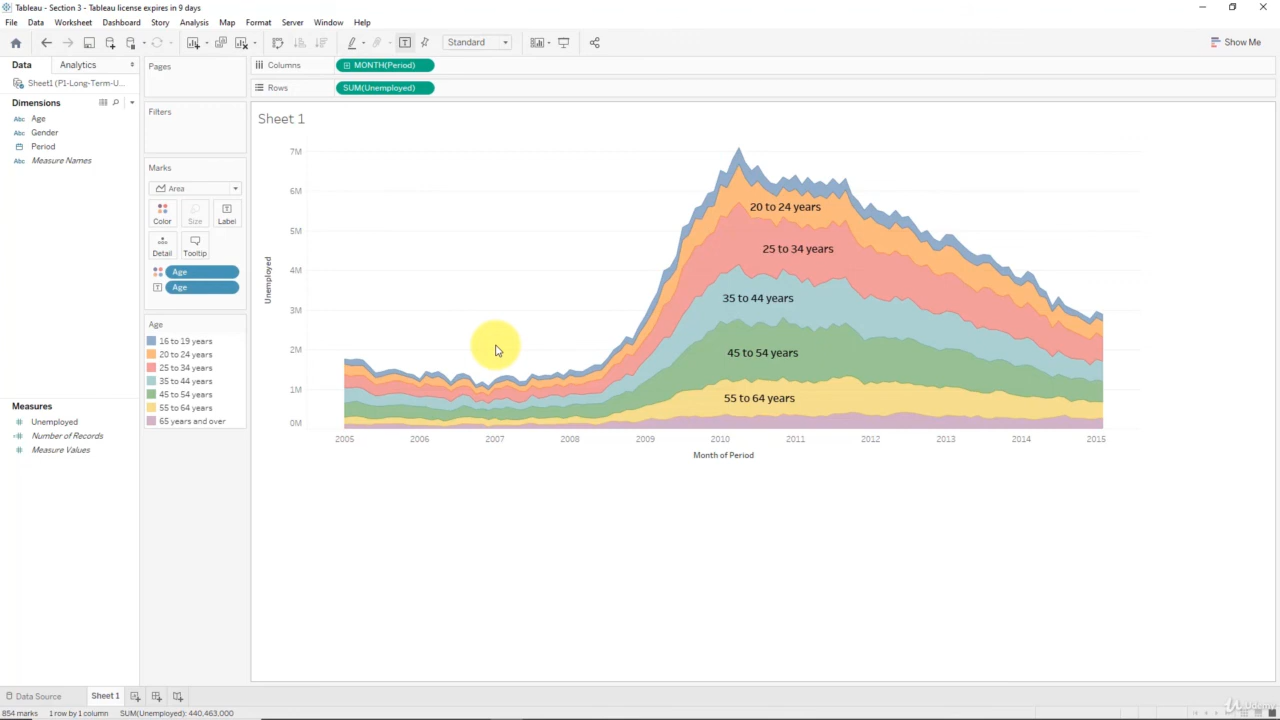 Tableau - Section 3 - Tableau license expires in 9 days
File Data Worksheet Dashboard Story Analysis Map Format Server Window Help
Standard
Show Me
Data Analytics
Sheet1 (P1-Long-Term-U...
Dimensions
Abc Age
Abc Gender
Period
Abc Measure Names
Measures
Unemployed
Number of Records
Measure Values
Pages
Filters
Marks
Area
Color Size Label
Detail Tooltip
Age
Age
Age
16 to 19 years
20 to 24 years
25 to 34 years
35 to 44 years
45 to 54 years
55 to 64 years
65 years and over
Columns MONTH(Period)
Rows SUM(Unemployed)
Sheet 1
Unemployed
7M
6M
5M
4M
3M
2M
1M
0M
20 to 24 years
25 to 34 years
35 to 44 years
45 to 54 years
55 to 64 years
2005 2006 2007 2008 2009 2010 2011 2012 2013 2014 2015
Month of Period
Data Source Sheet 1
854 marks 1 row by 1 column SUM(Unemployed): 440,463,000
Udemy